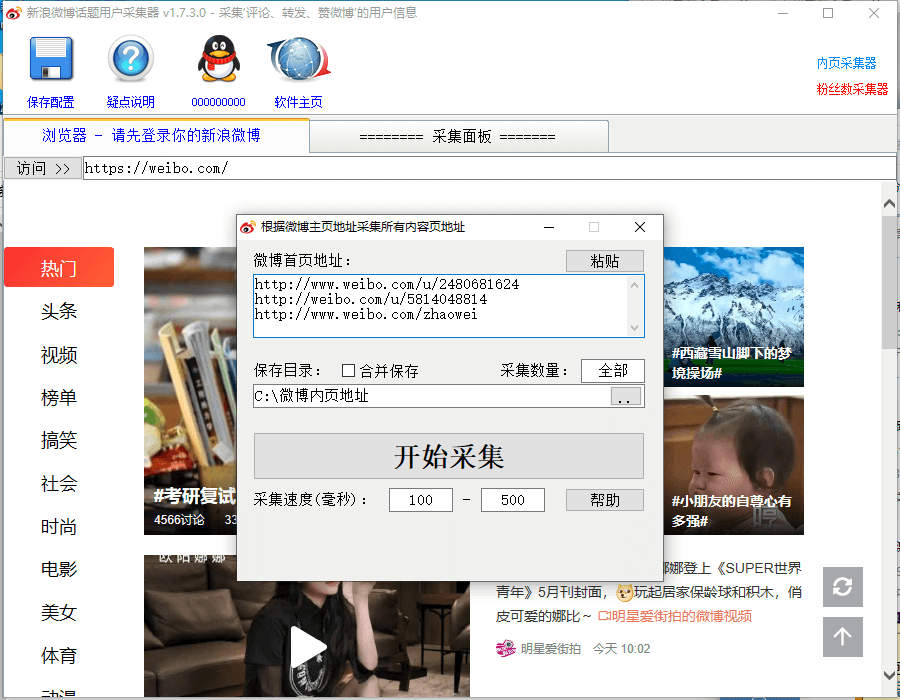 新浪微博话题用户采集器 v1.7.3.0 - 采集'评论、转发、赞微博'的用户信息
保存配置
疑点说明
000000000
软件主页
内页采集器
粉丝数采集器
浏览器 - 请先登录你的新浪微博
======== 采集面板 =======
访问 >>
https://weibo.com/
热门
头条
视频
榜单
搞笑
社会
时尚
电影
美女
体育
动漫
#考研复试
4566讨论 33
根据微博主页地址采集所有内容页地址
微博首页地址:
粘贴
http://www.weibo.com/u/2480681624
http://weibo.com/u/5814048814
http://www.weibo.com/zhaowei
保存目录:
合并保存
采集数量:
全部
C:\微博内页地址
..
开始采集
采集速度(毫秒):
100
-
500
帮助
#西藏雪山脚下的梦
境操场#
#小朋友的自尊心有
多强#
欧阳娜娜
娜登上《SUPER世界
青年》5月刊封面，玩起居家保龄球和积木，俏
皮可爱的娜比~ 明星爱街拍的微博视频
明星爱街拍 今天 10:02